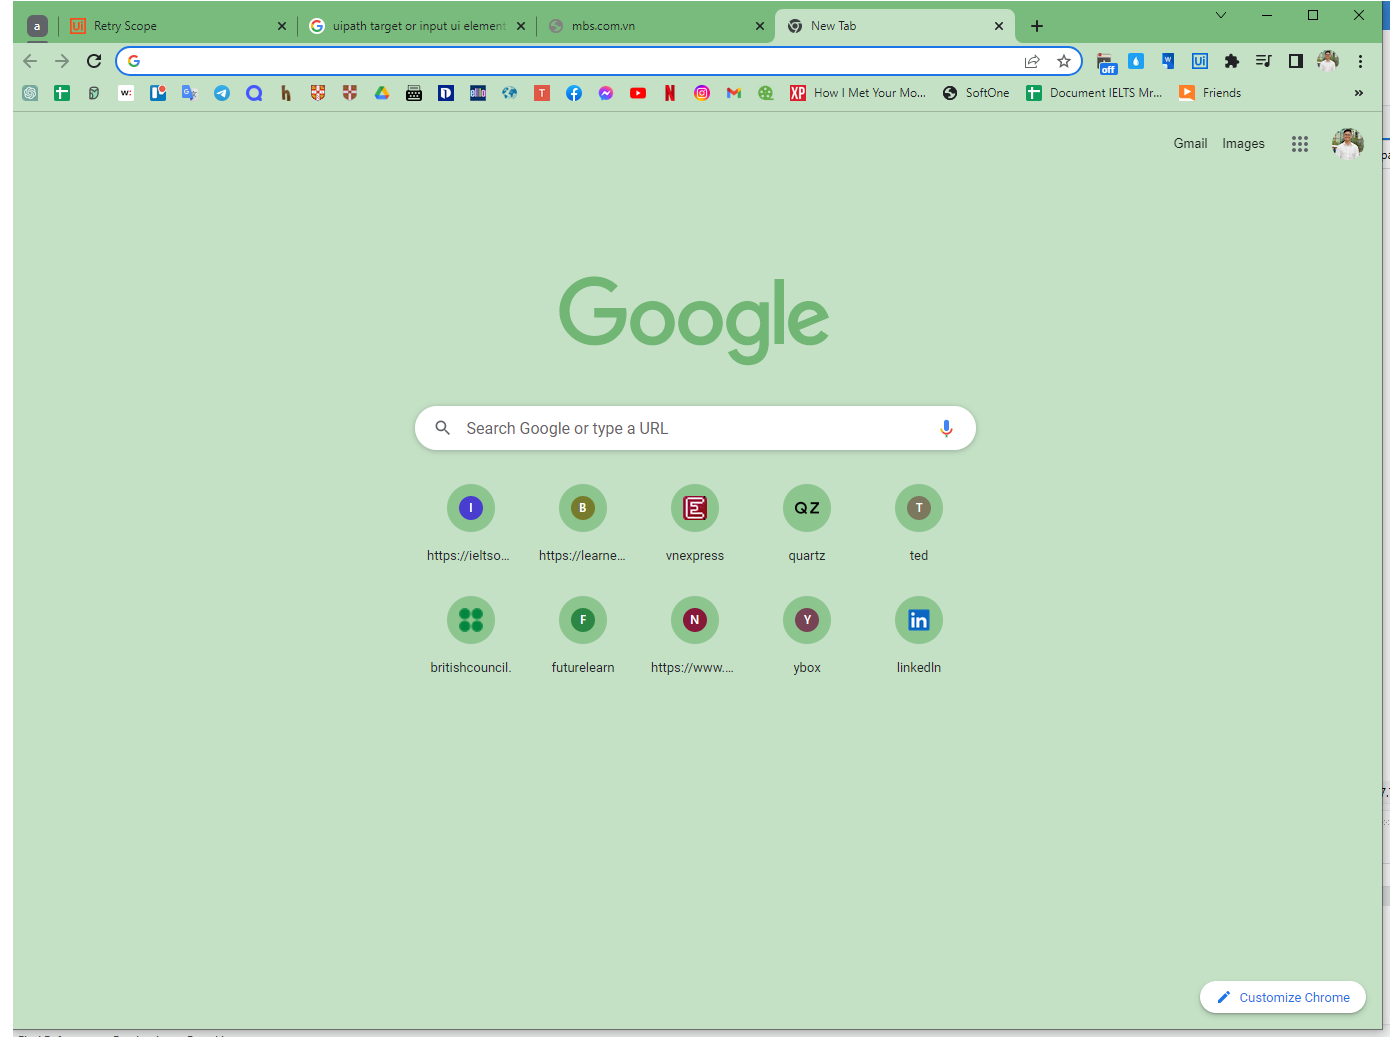 a
Retry Scope
uipath target or input ui element
mbs.com.vn
New Tab
off
How I Met Your Mo...
SoftOne
Document IELTS Mr...
Friends
Gmail
Images
Google
Search Google or type a URL
I
B
E
QZ
T
https://ieltso...
https://learne...
vnexpress
quartz
ted
F
N
Y
in
britishcouncil.
futurelearn
https://www....
ybox
linkedIn
Customize Chrome